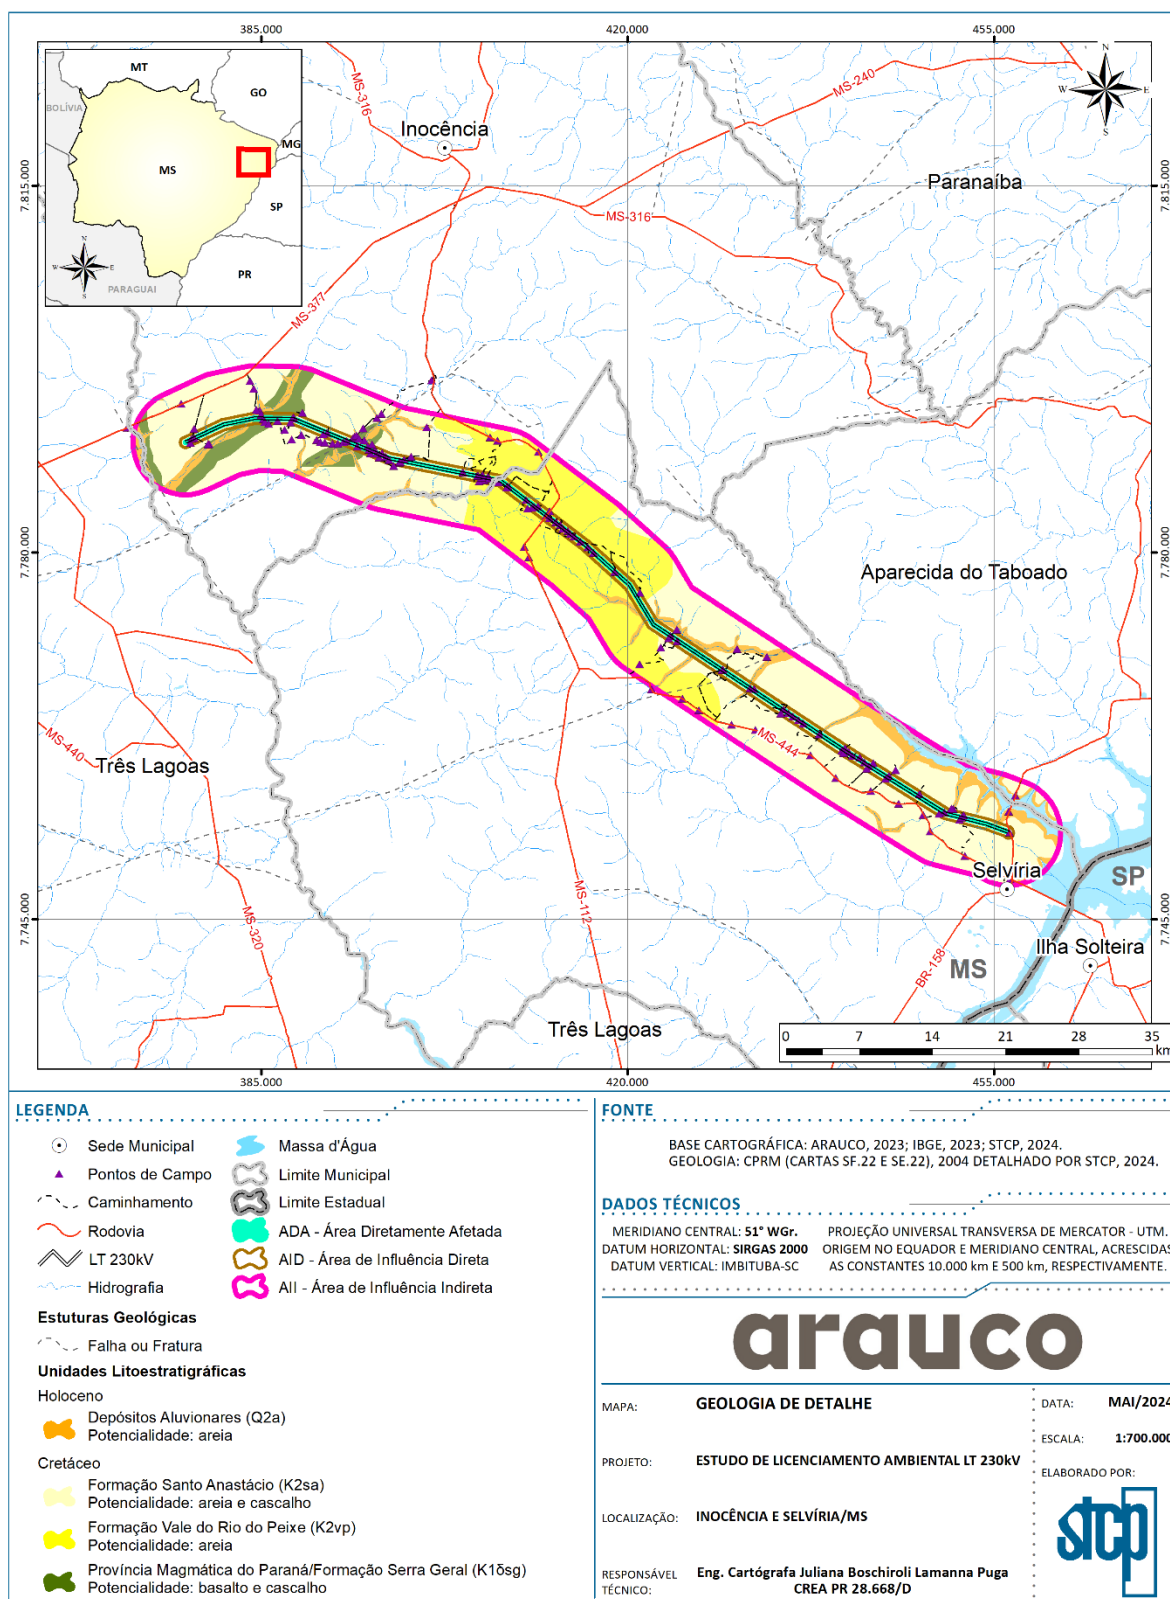 385.000
420.000
455.000
MT
GO
BOLÍVIA
MG
MS
SP
N
W
E
S
PR
PARAGUAI
MS-316
Inocência
MS-240
N
W
E
S
7.815.000
7.815.000
Paranaíba
MS-316
MS-377
7.780.000
7.780.000
Aparecida do Taboado
MS-440
Três Lagoas
MS-444
Selvíria
SP
7.745.000
7.745.000
MS-320
MS-112
BR-158
MS
Ilha Solteira
Três Lagoas
0
7
14
21
28
35
km
385.000
420.000
455.000
LEGENDA
Sede Municipal
Pontos de Campo
Caminhamento
Rodovia
LT 230kV
Hidrografia
Massa d'Água
Limite Municipal
Limite Estadual
ADA - Área Diretamente Afetada
AID - Área de Influência Direta
AII - Área de Influência Indireta
Estuturas Geológicas
Falha ou Fratura
Unidades Litoestratigráficas
Holoceno
Depósitos Aluvionares (Q2a)
Potencialidade: areia
Cretáceo
Formação Santo Anastácio (K2sa)
Potencialidade: areia e cascalho
Formação Vale do Rio do Peixe (K2vp)
Potencialidade: areia
Província Magmática do Paraná/Formação Serra Geral (K1δsg)
Potencialidade: basalto e cascalho
FONTE
BASE CARTOGRÁFICA: ARAUCO, 2023; IBGE, 2023; STCP, 2024.
GEOLOGIA: CPRM (CARTAS SF.22 E SE.22), 2004 DETALHADO POR STCP, 2024.
DADOS TÉCNICOS
MERIDIANO CENTRAL: 51° WGr.
DATUM HORIZONTAL: SIRGAS 2000
DATUM VERTICAL: IMBITUBA-SC
PROJEÇÃO UNIVERSAL TRANSVERSA DE MERCATOR - UTM.
ORIGEM NO EQUADOR E MERIDIANO CENTRAL, ACRESCIDAS
AS CONSTANTES 10.000 km E 500 km, RESPECTIVAMENTE.
arauco
MAPA: GEOLOGIA DE DETALHE
DATA: MAI/2024
ESCALA: 1:700.000
PROJETO: ESTUDO DE LICENCIAMENTO AMBIENTAL LT 230kV
ELABORADO POR:
stcp
LOCALIZAÇÃO: INOCÊNCIA E SELVÍRIA/MS
RESPONSÁVEL TÉCNICO: Eng. Cartógrafa Juliana Boschiroli Lamanna Puga
CREA PR 28.668/D